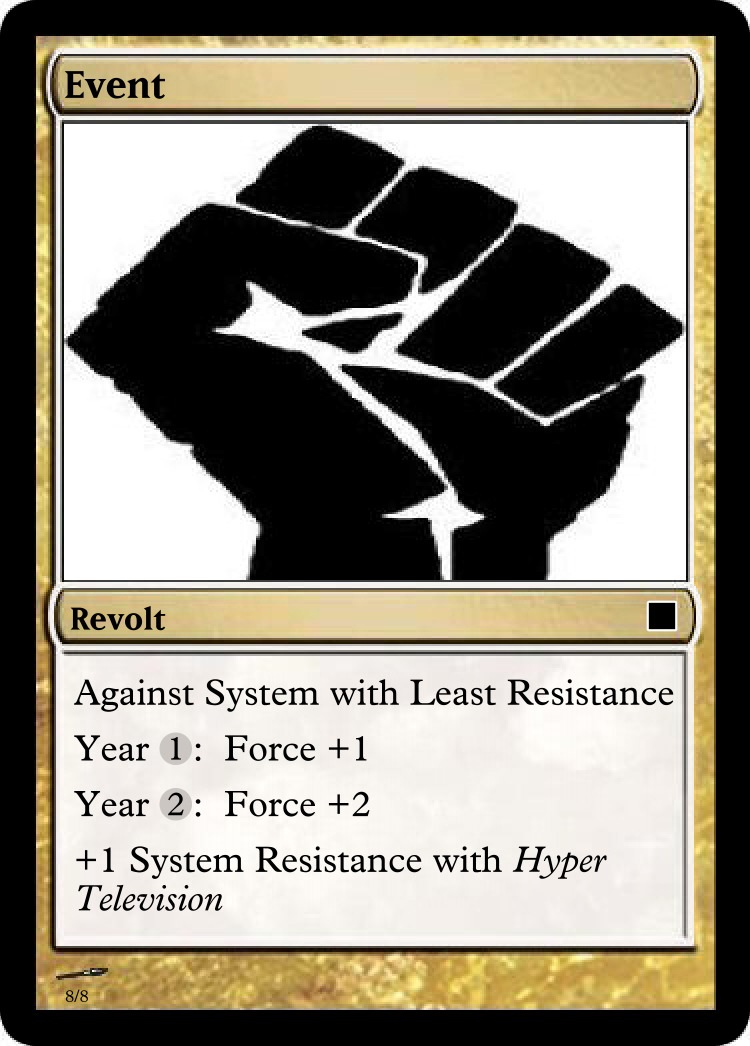 Event
Revolt
Against System with Least Resistance
Year 1: Force +1
Year 2: Force +2
+1 System Resistance with Hyper
Television
8/8